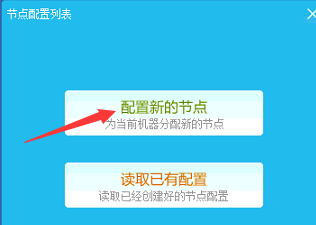 节点配置列表
配置新的节点
为当前机器分配新的节点
读取已有配置
读取已经创建好的节点配置